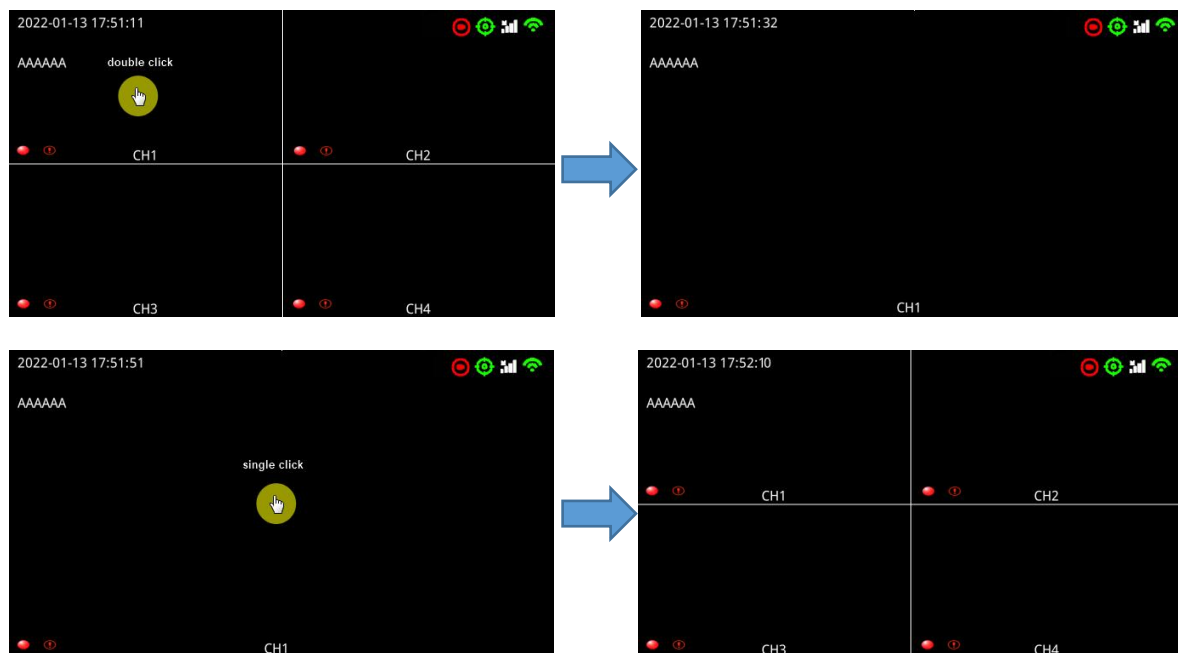 2022-01-13 17:51:11
AAAAAA
double click
CH1
CH2
CH3
CH4
2022-01-13 17:51:32
AAAAAA
CH1
2022-01-13 17:51:51
AAAAAA
single click
CH1
2022-01-13 17:52:10
AAAAAA
CH1
CH2
CH3
CH4